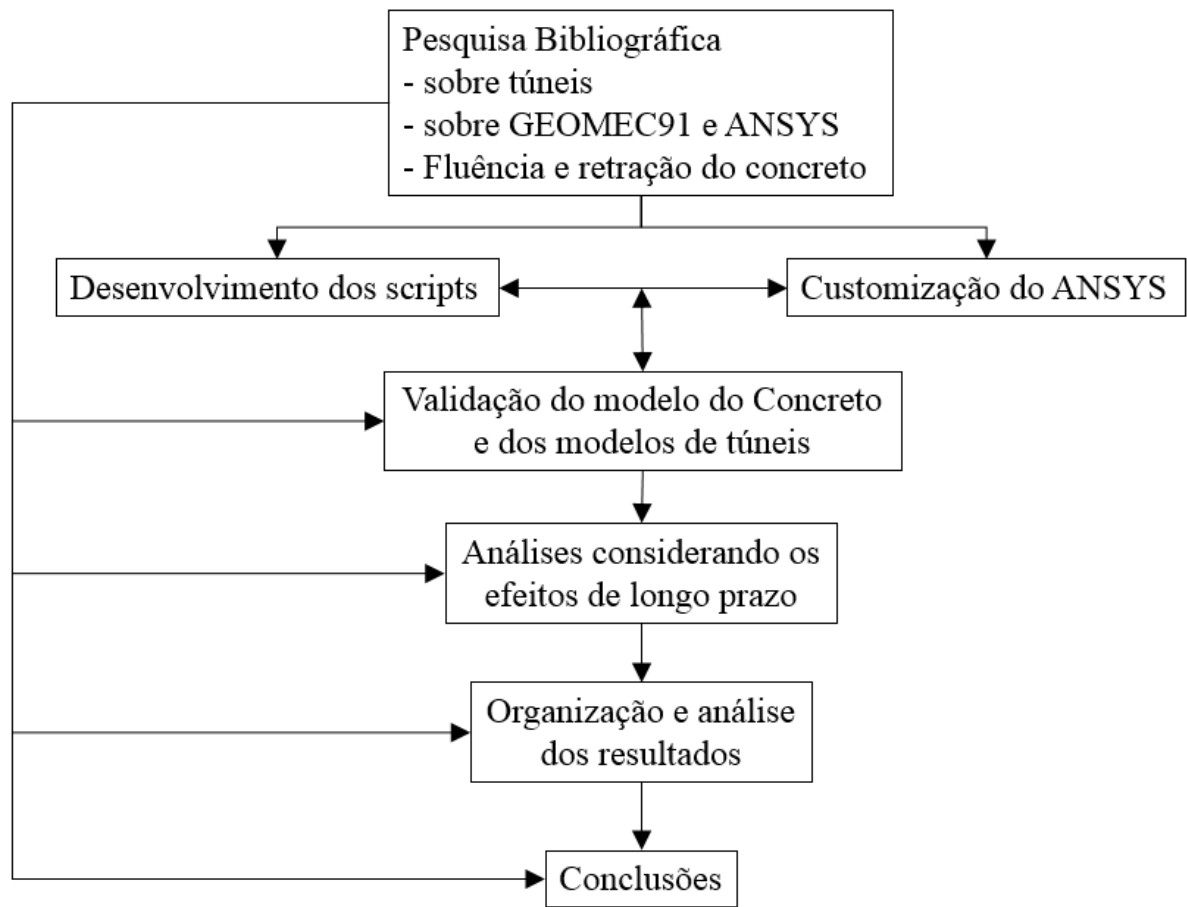 Pesquisa Bibliográfica
- sobre túneis
- sobre GEOMEC91 e ANSYS
- Fluência e retração do concreto
Desenvolvimento dos scripts
Customização do ANSYS
Validação do modelo do Concreto
e dos modelos de túneis
Análises considerando os
efeitos de longo prazo
Organização e análise
dos resultados
Conclusões